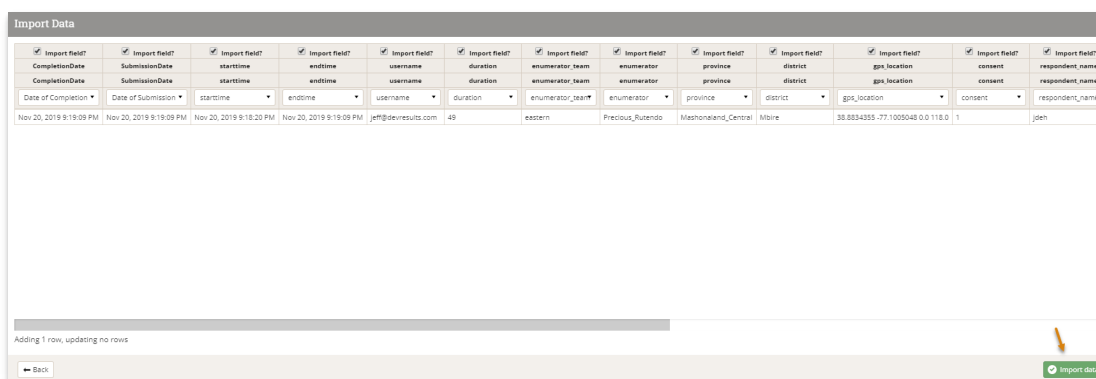 Import Data
Import field? Import field? Import field? Import field? Import field? Import field? Import field? Import field? Import field? Import field? Import field? Import field? Import field?
CompletionDate SubmissionDate starttime endtime username duration enumerator_team enumerator province district gps_location consent respondent_name
CompletionDate SubmissionDate starttime endtime username duration enumerator_team enumerator province district gps_location consent respondent_name
Date of Completion Date of Submission starttime endtime username duration enumerator_team enumerator province district gps_location consent respondent_name
Nov 20, 2019 9:19:09 PM Nov 20, 2019 9:19:09 PM Nov 20, 2019 9:18:20 PM Nov 20, 2019 9:19:09 PM jeff@devresults.com 49 eastern Precious_Rutendo Mashonaland_Central Mbire 38.8834355 -77.1005048 0.0 118.0 1 jdeh
Adding 1 row, updating no rows
Back Import data